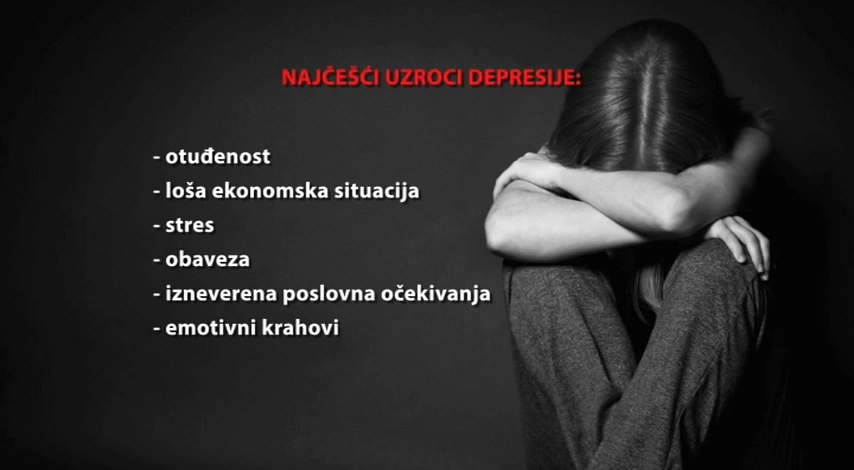 NAJČEŠĆI UZROCI DEPRESIJE:
- otuđenost
- loša ekonomska situacija
- stres
- obaveza
- izneverena poslovna očekivanja
- emotivni krahovi